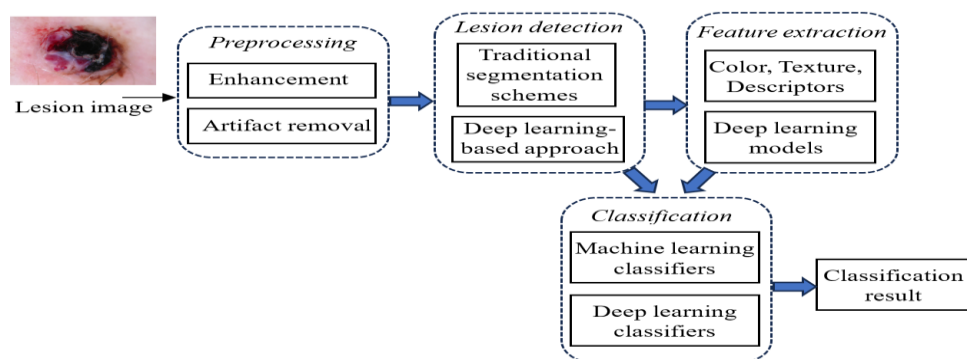 Lesion image
Preprocessing
Enhancement
Artifact removal
Lesion detection
Traditional
segmentation
schemes
Deep learning-
based approach
Feature extraction
Color, Texture,
Descriptors
Deep learning
models
Classification
Machine learning
classifiers
Deep learning
classifiers
Classification
result